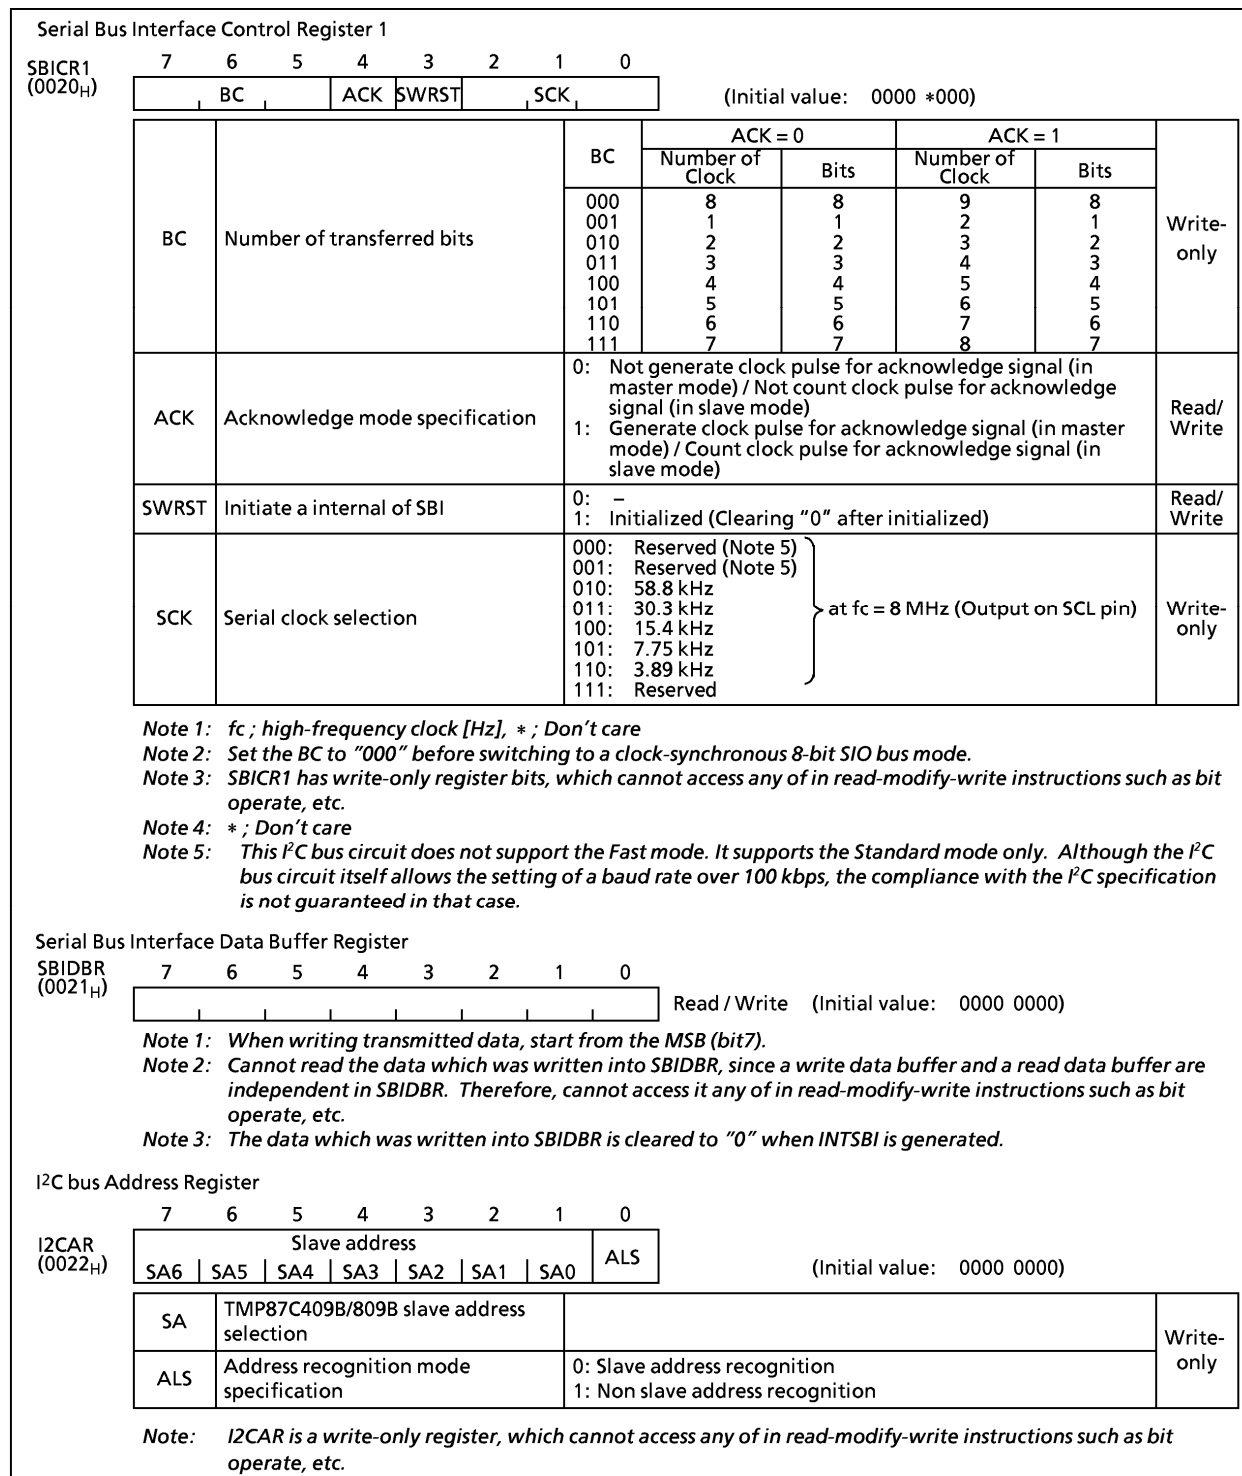 Serial Bus Interface Control Register 1
7 6 5 4 3 2 1 0
SBICR1
(0020H)
BC ACK SWRST SCK (Initial value: 0000 *000)
BC Number of transferred bits
BC ACK = 0 ACK = 1
Number of Clock Bits Number of Clock Bits
000 8 8 9 8
001 1 1 2 1
010 2 2 3 2
011 3 3 4 3
100 4 4 5 4
101 5 5 6 5
110 6 6 7 6
111 7 7 8 7
Write-
only
ACK Acknowledge mode specification
0: Not generate clock pulse for acknowledge signal (in
master mode) / Not count clock pulse for acknowledge
signal (in slave mode)
1: Generate clock pulse for acknowledge signal (in master
mode) / Count clock pulse for acknowledge signal (in
slave mode)
Read/
Write
SWRST Initiate a internal of SBI
0: –
1: Initialized (Clearing "0" after initialized)
Read/
Write
SCK Serial clock selection
000: Reserved (Note 5)
001: Reserved (Note 5)
010: 58.8 kHz
011: 30.3 kHz
100: 15.4 kHz
101: 7.75 kHz
110: 3.89 kHz
111: Reserved
at fc = 8 MHz (Output on SCL pin)
Write-
only
Note 1: fc ; high-frequency clock [Hz], * ; Don't care
Note 2: Set the BC to "000" before switching to a clock-synchronous 8-bit SIO bus mode.
Note 3: SBICR1 has write-only register bits, which cannot access any of in read-modify-write instructions such as bit
operate, etc.
Note 4: * ; Don't care
Note 5: This I²C bus circuit does not support the Fast mode. It supports the Standard mode only. Although the I²C
bus circuit itself allows the setting of a baud rate over 100 kbps, the compliance with the I²C specification
is not guaranteed in that case.
Serial Bus Interface Data Buffer Register
SBIDBR
(0021H)
7 6 5 4 3 2 1 0
Read / Write (Initial value: 0000 0000)
Note 1: When writing transmitted data, start from the MSB (bit7).
Note 2: Cannot read the data which was written into SBIDBR, since a write data buffer and a read data buffer are
independent in SBIDBR. Therefore, cannot access it any of in read-modify-write instructions such as bit
operate, etc.
Note 3: The data which was written into SBIDBR is cleared to "0" when INTSBI is generated.
I²C bus Address Register
7 6 5 4 3 2 1 0
I2CAR
(0022H)
Slave address
SA6 SA5 SA4 SA3 SA2 SA1 SA0 ALS
(Initial value: 0000 0000)
SA TMP87C409B/809B slave address
selection
ALS Address recognition mode
specification
0: Slave address recognition
1: Non slave address recognition
Write-
only
Note: I2CAR is a write-only register, which cannot access any of in read-modify-write instructions such as bit
operate, etc.